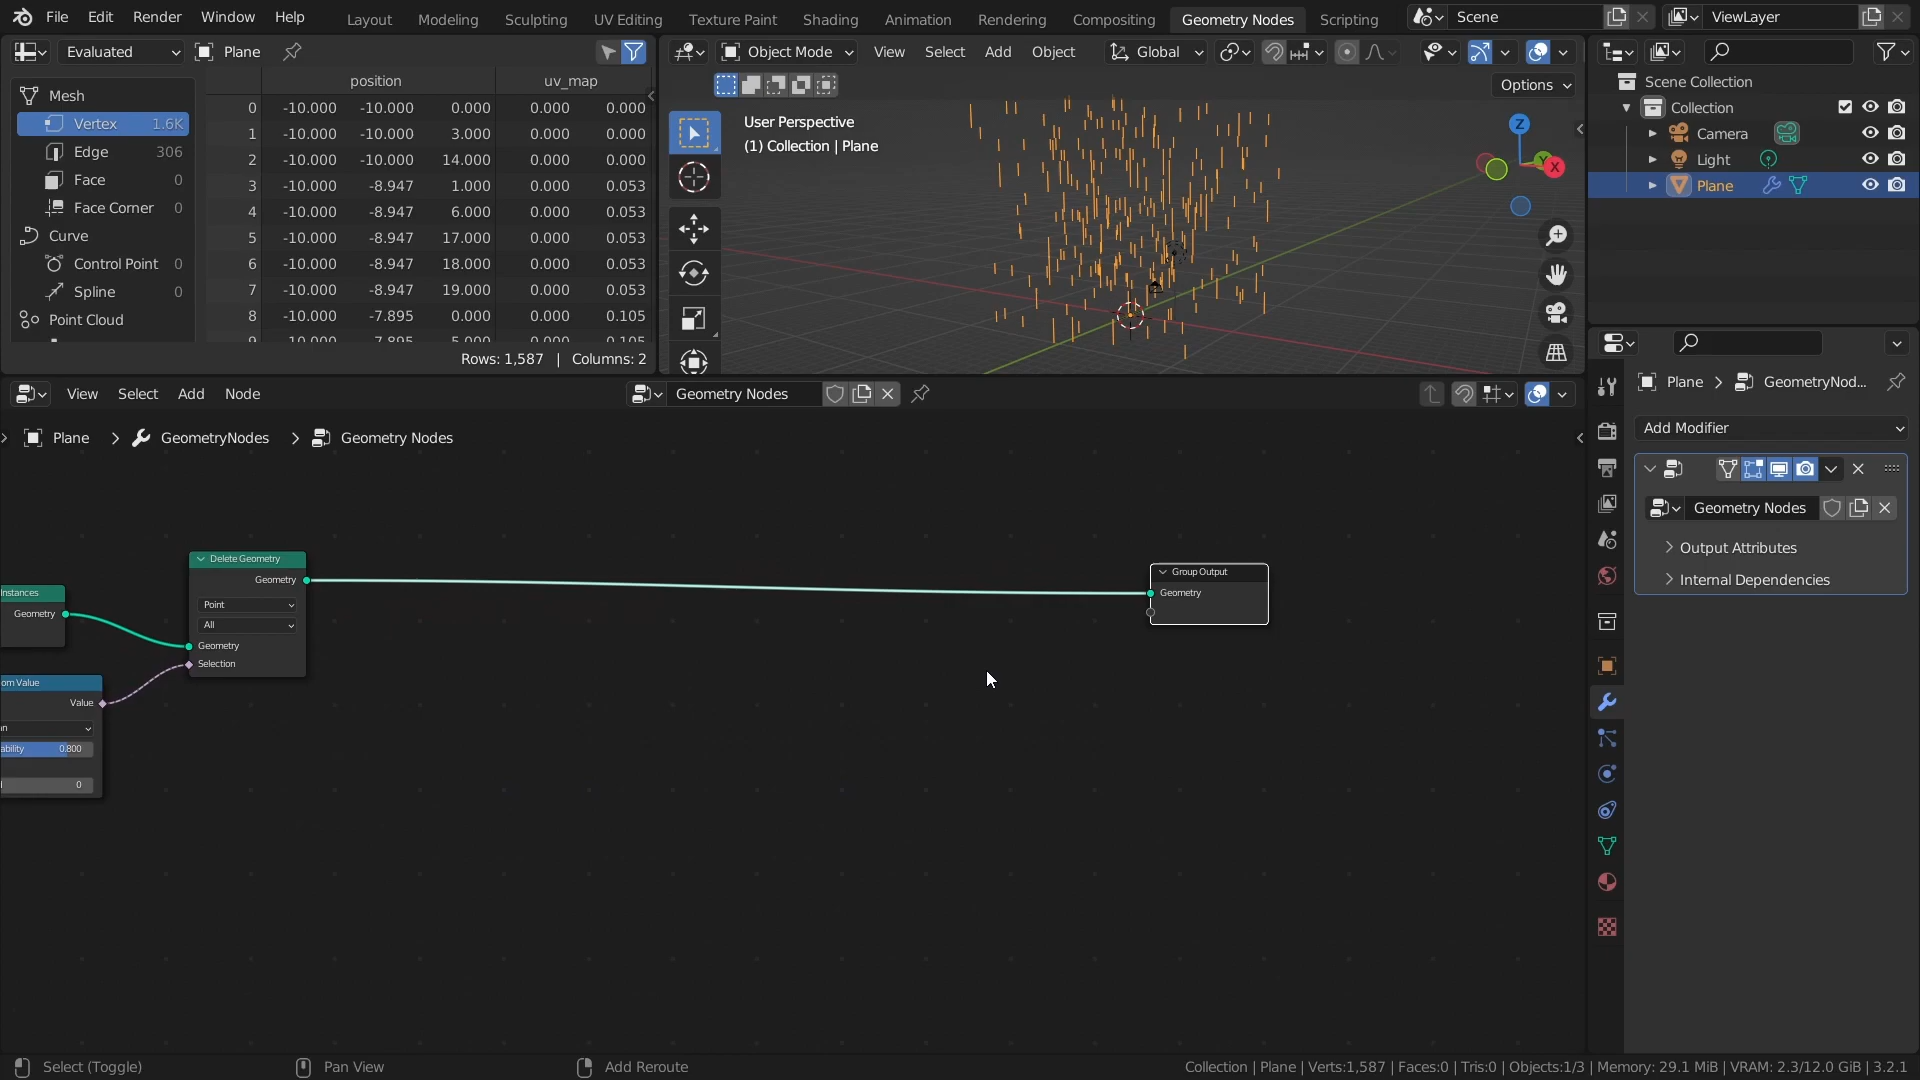 File Edit Render Window Help Layout Modeling Sculpting UV Editing Texture Paint Shading Animation Rendering Compositing Geometry Nodes Scripting Scene ViewLayer
Evaluated Plane
Object Mode View Select Add Object Global
Options
position uv_map
Mesh
Vertex 1.6K
Edge 306
Face 0
Face Corner 0
Curve
Control Point 0
Spline 0
Point Cloud
0 -10.000 -10.000 0.000 0.000 0.000
1 -10.000 -10.000 3.000 0.000 0.000
2 -10.000 -10.000 14.000 0.000 0.000
3 -10.000 -8.947 1.000 0.000 0.053
4 -10.000 -8.947 6.000 0.000 0.053
5 -10.000 -8.947 17.000 0.000 0.053
6 -10.000 -8.947 18.000 0.000 0.053
7 -10.000 -8.947 19.000 0.000 0.053
8 -10.000 -7.895 0.000 0.000 0.105
Rows: 1,587 | Columns: 2
User Perspective
(1) Collection | Plane
Z
Y
X
Scene Collection
Collection
Camera
Light
Plane
View Select Add Node Geometry Nodes
Plane > GeometryNodes > Geometry Nodes
Delete Geometry
Geometry
Point
All
Geometry
Selection
nstances
Geometry
om Value
Value
n
ability 0.800
0
Group Output
Geometry
Plane > GeometryNod...
Add Modifier
Geometry Nodes
Output Attributes
Internal Dependencies
Select (Toggle) Pan View Add Reroute Collection | Plane | Verts:1,587 | Faces:0 | Tris:0 | Objects:1/3 | Memory: 29.1 MiB | VRAM: 2.3/12.0 GiB | 3.2.1